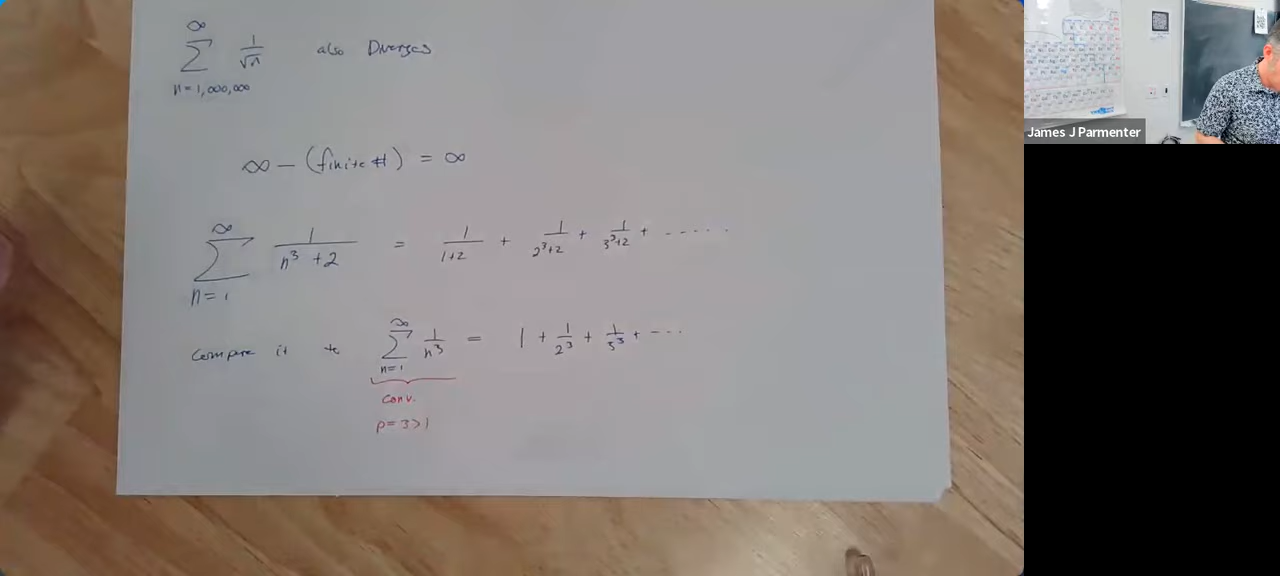 ∞
Σ 1/√n also Diverges
n=1,000,000
∞ − (finite #) = ∞
∞
Σ 1/(n³+2) = 1/(1+2) + 1/(2³+2) + 1/(3³+2) + ......
n=1
∞
Compare it to Σ 1/n³ = 1 + 1/2³ + 1/3³ + ...
n=1
Conv.
p=3>1
James J Parmenter